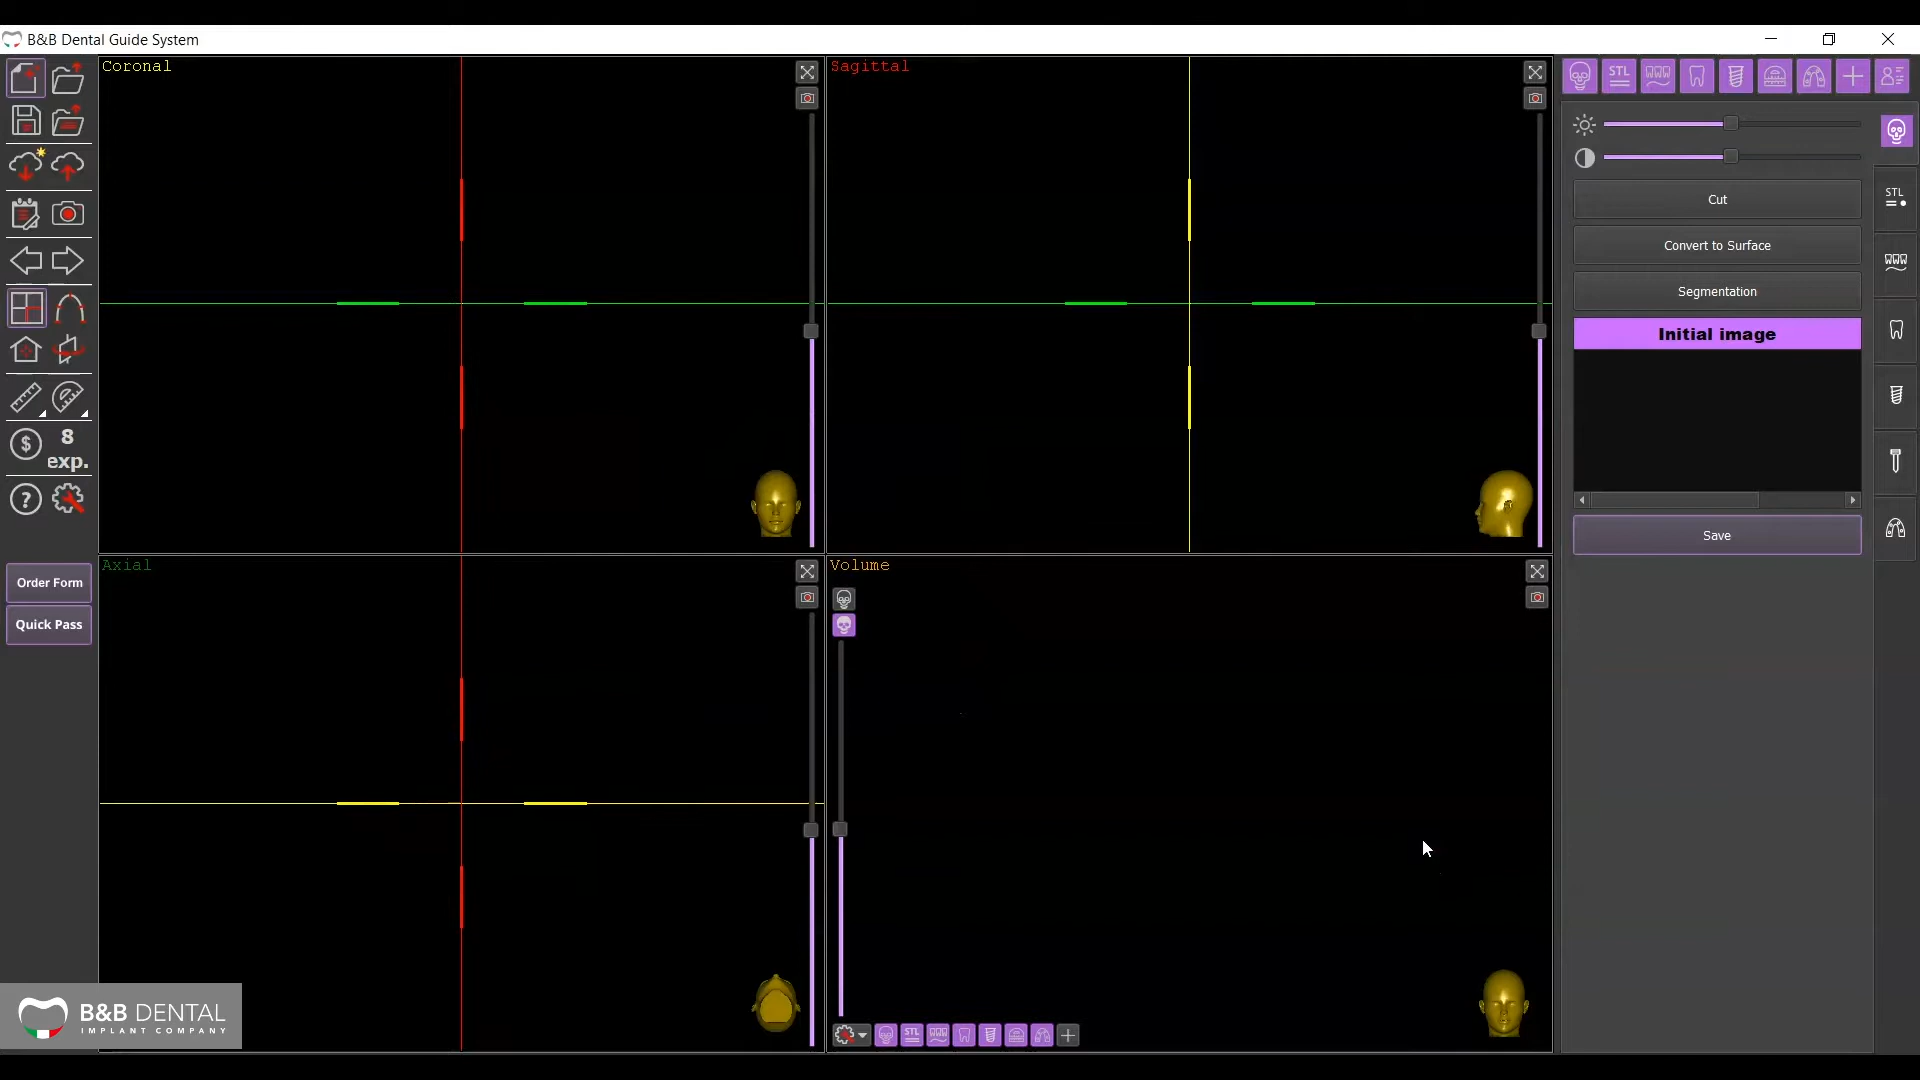 B&B Dental Guide System
Coronal
Sagittal
STL
Cut
Convert to Surface
STL
Segmentation
Initial image
$ 8
exp.
?
Save
Axial
Volume
Order Form
Quick Pass
B&B DENTAL
IMPLANT COMPANY
STL